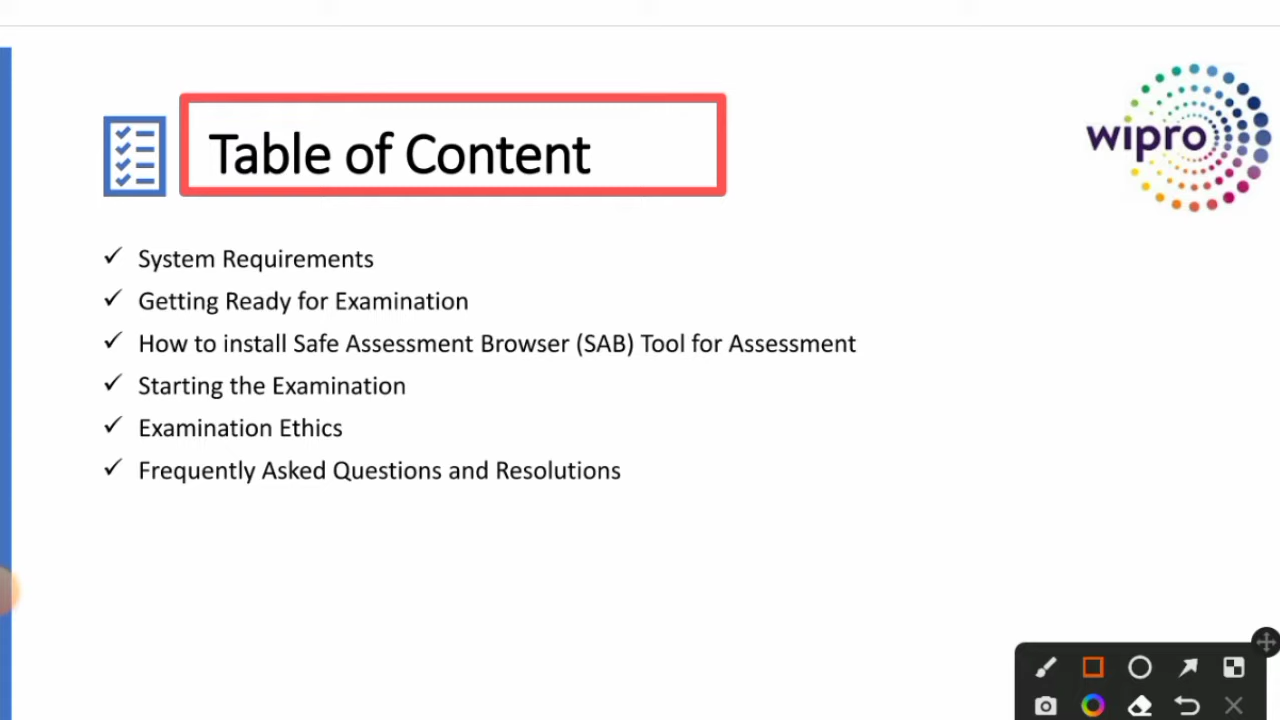 Table of Content
wipro
System Requirements
Getting Ready for Examination
How to install Safe Assessment Browser (SAB) Tool for Assessment
Starting the Examination
Examination Ethics
Frequently Asked Questions and Resolutions